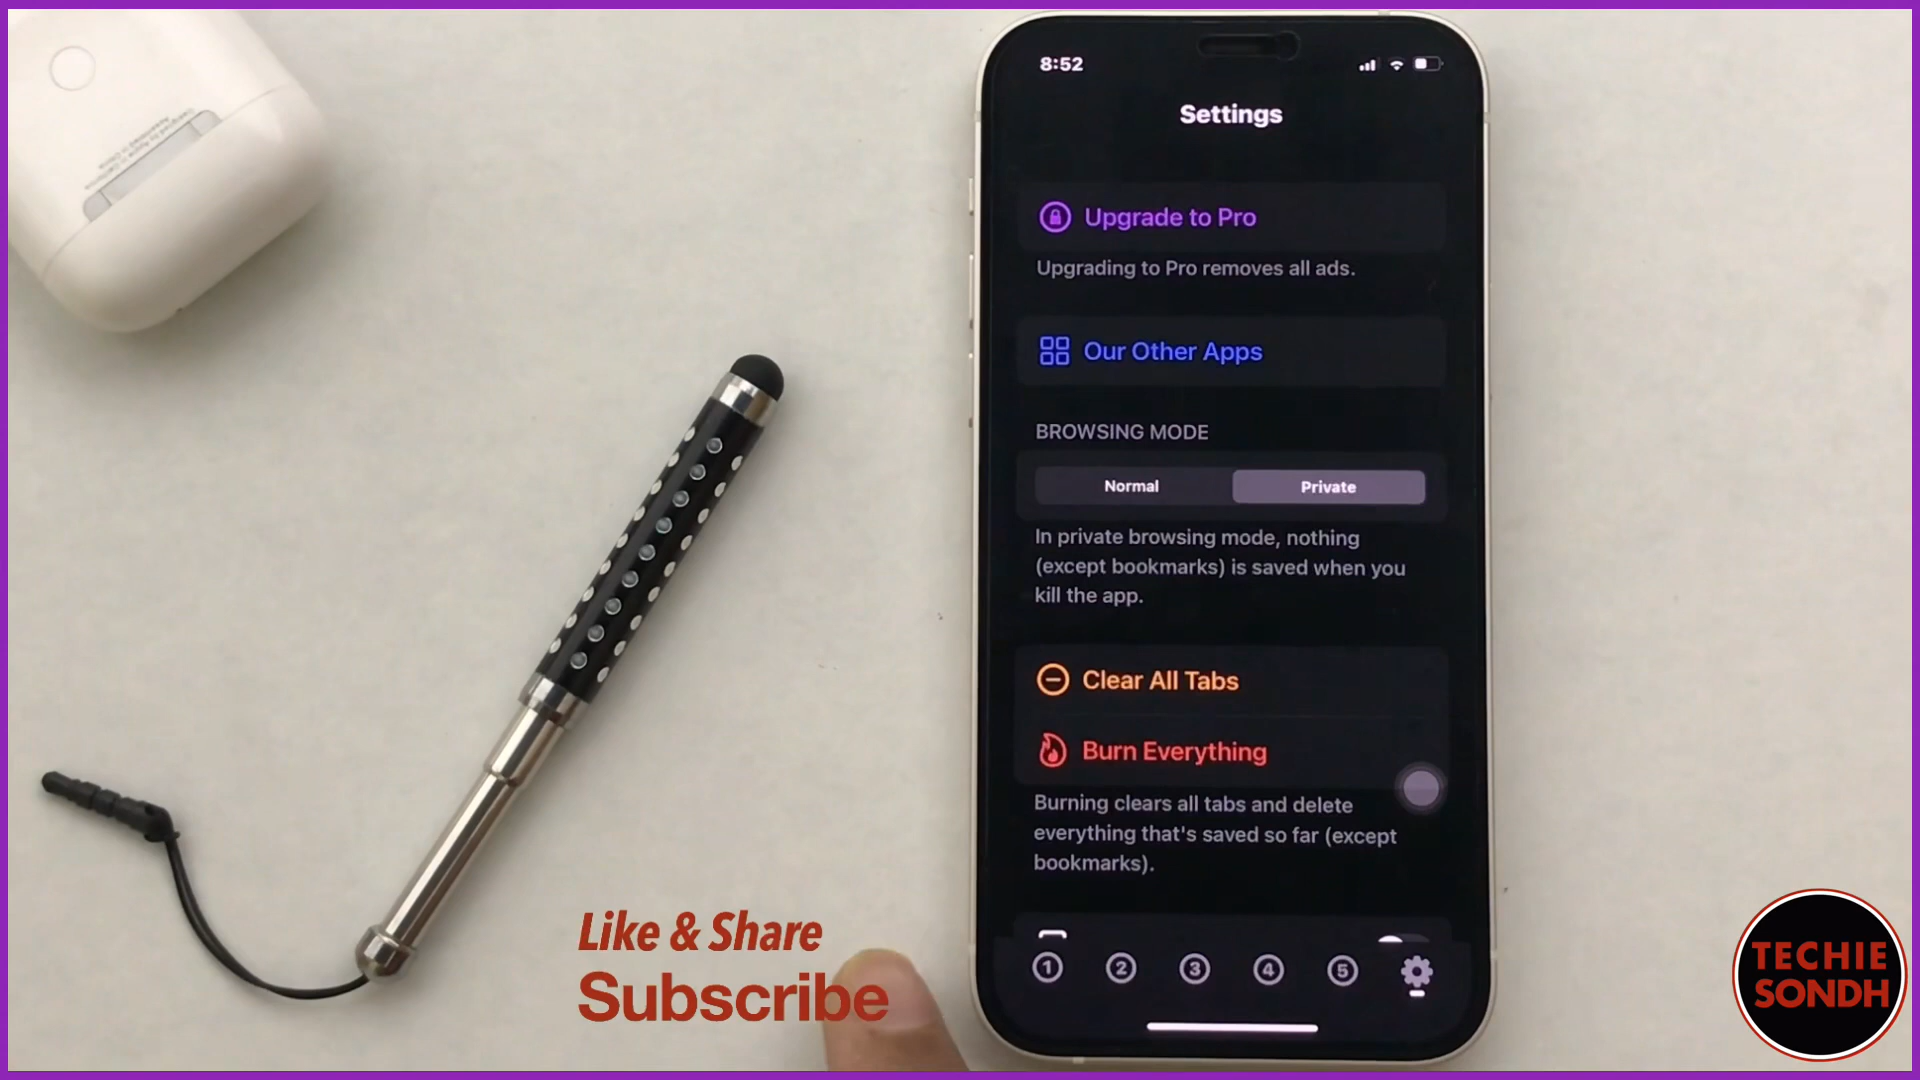 8:52
Settings
Upgrade to Pro
Upgrading to Pro removes all ads.
Our Other Apps
BROWSING MODE
Normal
Private
In private browsing mode, nothing
(except bookmarks) is saved when you
kill the app.
Clear All Tabs
Burn Everything
Burning clears all tabs and delete
everything that's saved so far (except
bookmarks).
1 2 3 4 5
Like & Share
Subscribe
TECHIE
SONDH